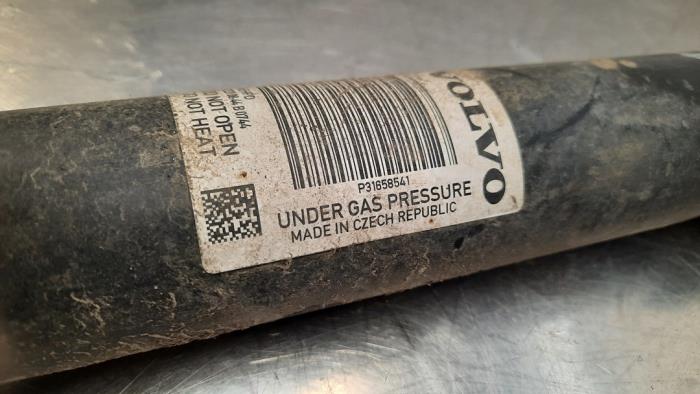 VOLVO
P31658541
UNDER GAS PRESSURE
MADE IN CZECH REPUBLIC
NOT OPEN
NOT HEAT